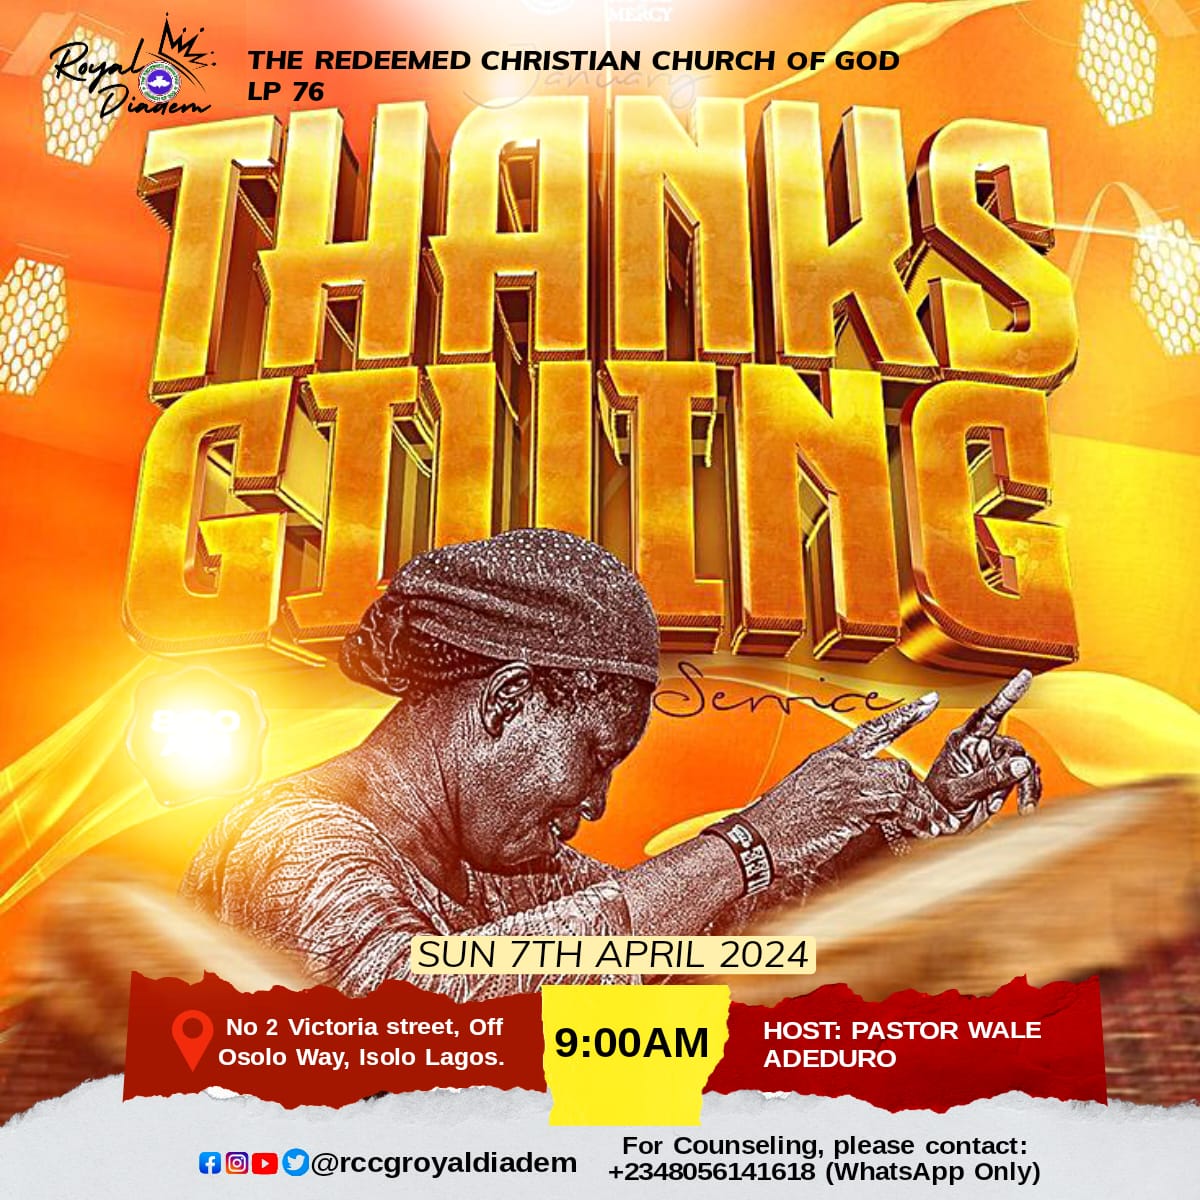 MERCY
Royal
Diadem
THE REDEEMED CHRISTIAN CHURCH OF GOD
LP 76
January
THANKS
GIVING
Service
SUN 7TH APRIL 2024
No 2 Victoria street, Off
Osolo Way, Isolo Lagos.
9:00AM
HOST: PASTOR WALE
ADEDURO
@rccgroyaldiadem
For Counseling, please contact:
+2348056141618 (WhatsApp Only)